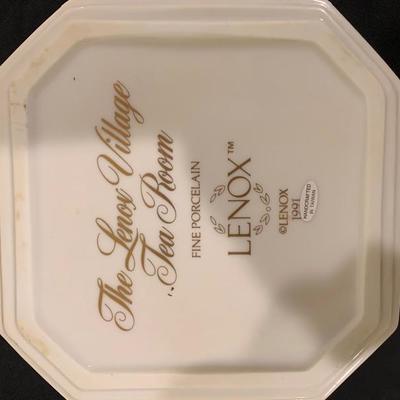 The Lenox Village
Tea Room
FINE PORCELAIN
LENOX™
©LENOX
1991
HANDCRAFTED
IN TAIWAN